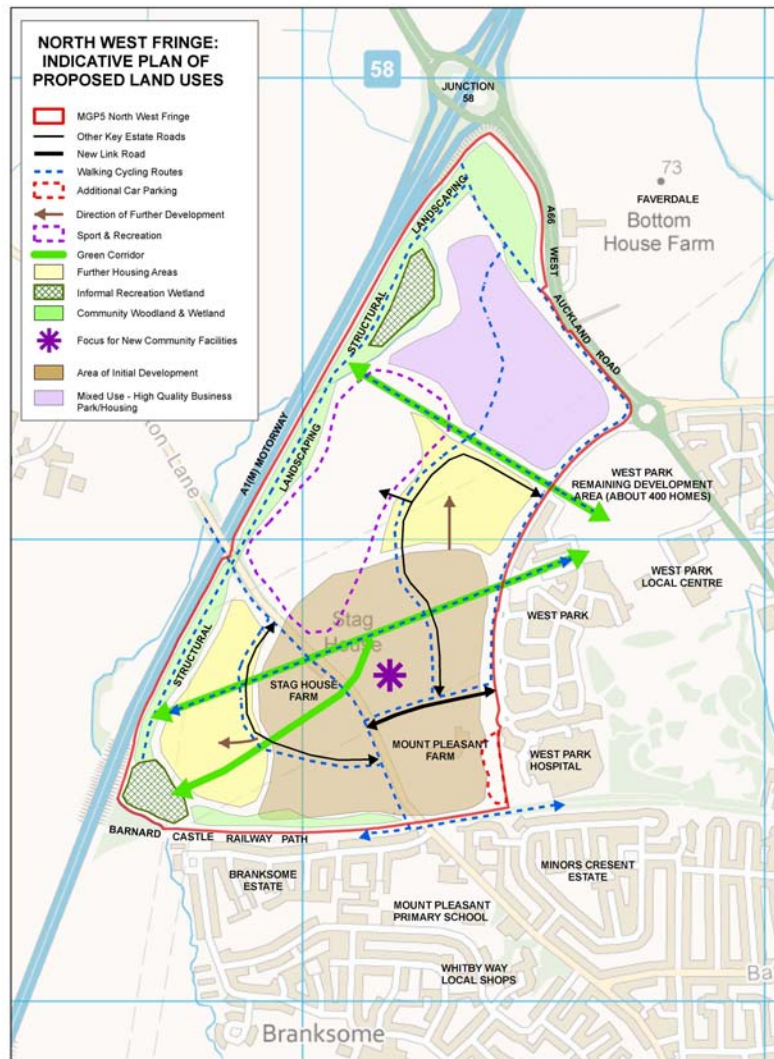 NORTH WEST FRINGE:
INDICATIVE PLAN OF
PROPOSED LAND USES
MGP5 North West Fringe
Other Key Estate Roads
New Link Road
Walking Cycling Routes
Additional Car Parking
Direction of Further Development
Sport & Recreation
Green Corridor
Further Housing Areas
Informal Recreation Wetland
Community Woodland & Wetland
Focus for New Community Facilities
Area of Initial Development
Mixed Use - High Quality Business
Park/Housing
58
JUNCTION
58
73
FAVERDALE
Bottom
House Farm
A66 WEST AUCKLAND ROAD
STRUCTURAL LANDSCAPING
A1(M) MOTORWAY
STRUCTURAL LANDSCAPING
on-Lane
WEST PARK
REMAINING DEVELOPMENT
AREA (ABOUT 400 HOMES)
WEST PARK
LOCAL CENTRE
WEST PARK
Stag
House
STAG HOUSE
FARM
MOUNT PLEASANT
FARM
WEST PARK
HOSPITAL
BARNARD CASTLE RAILWAY PATH
BRANKSOME
ESTATE
MINORS CRESENT
ESTATE
MOUNT PLEASANT
PRIMARY SCHOOL
WHITBY WAY
LOCAL SHOPS
Ba
Branksome